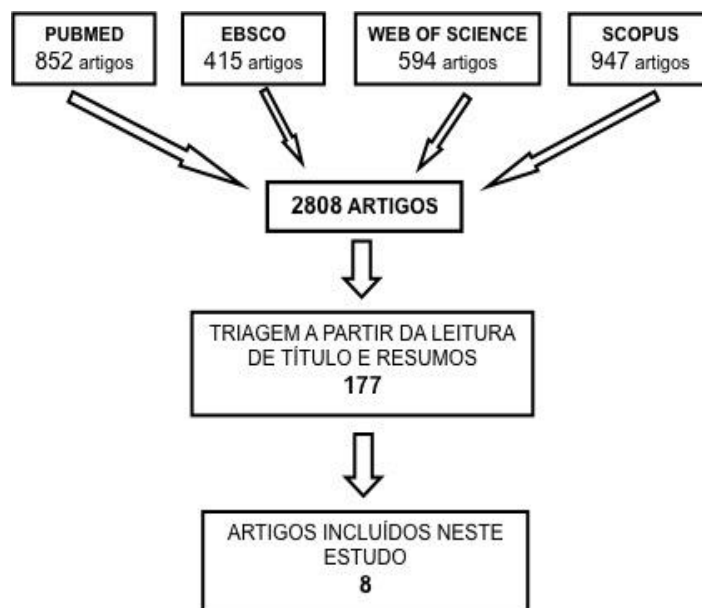 PUBMED
852 artigos
EBSCO
415 artigos
WEB OF SCIENCE
594 artigos
SCOPUS
947 artigos
2808 ARTIGOS
TRIAGEM A PARTIR DA LEITURA
DE TÍTULO E RESUMOS
177
ARTIGOS INCLUÍDOS NESTE
ESTUDO
8